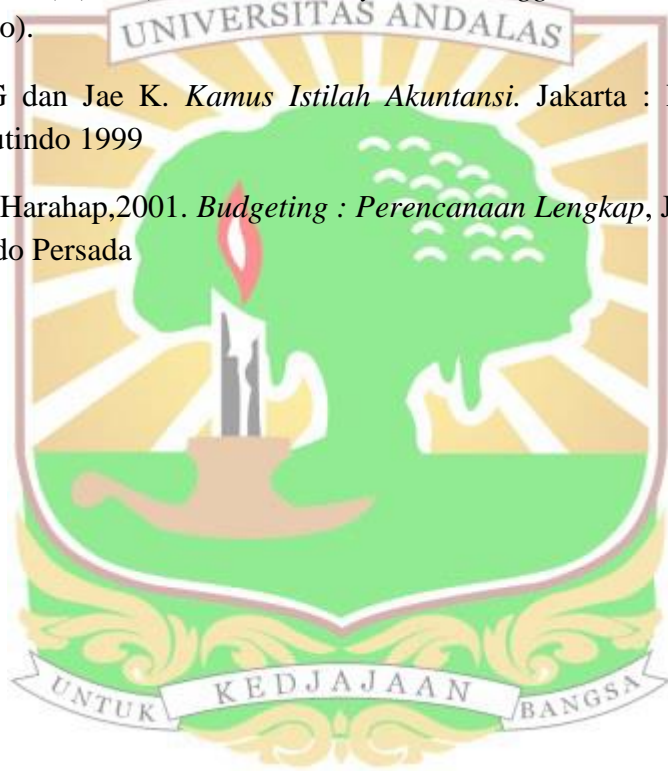 o).
UNIVERSITAS ANDALAS
G dan Jae K. Kamus Istilah Akuntansi. Jakarta :
utindo 1999
Harahap,2001. Budgeting : Perencanaan Lengkap, J
do Persada
UNTUK KEDJAJAAN BANGSA